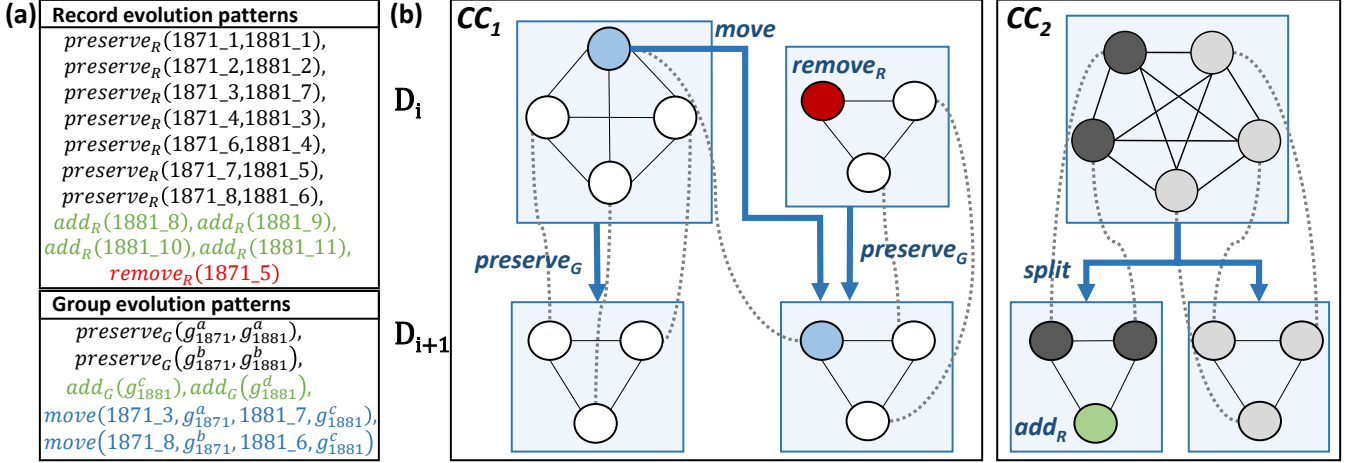 (a)
Record evolution patterns
preserve_R(1871_1,1881_1),
preserve_R(1871_2,1881_2),
preserve_R(1871_3,1881_7),
preserve_R(1871_4,1881_3),
preserve_R(1871_6,1881_4),
preserve_R(1871_7,1881_5),
preserve_R(1871_8,1881_6),
add_R(1881_8), add_R(1881_9),
add_R(1881_10), add_R(1881_11),
remove_R(1871_5)
Group evolution patterns
preserve_G(g^a_1871, g^a_1881),
preserve_G(g^b_1871, g^b_1881),
add_G(g^c_1881), add_G(g^d_1881),
move(1871_3, g^a_1871, 1881_7, g^c_1881),
move(1871_8, g^b_1871, 1881_6, g^c_1881)
(b)
CC_1
move
remove_R
D_i
preserve_G
preserve_G
D_i+1
CC_2
split
add_R